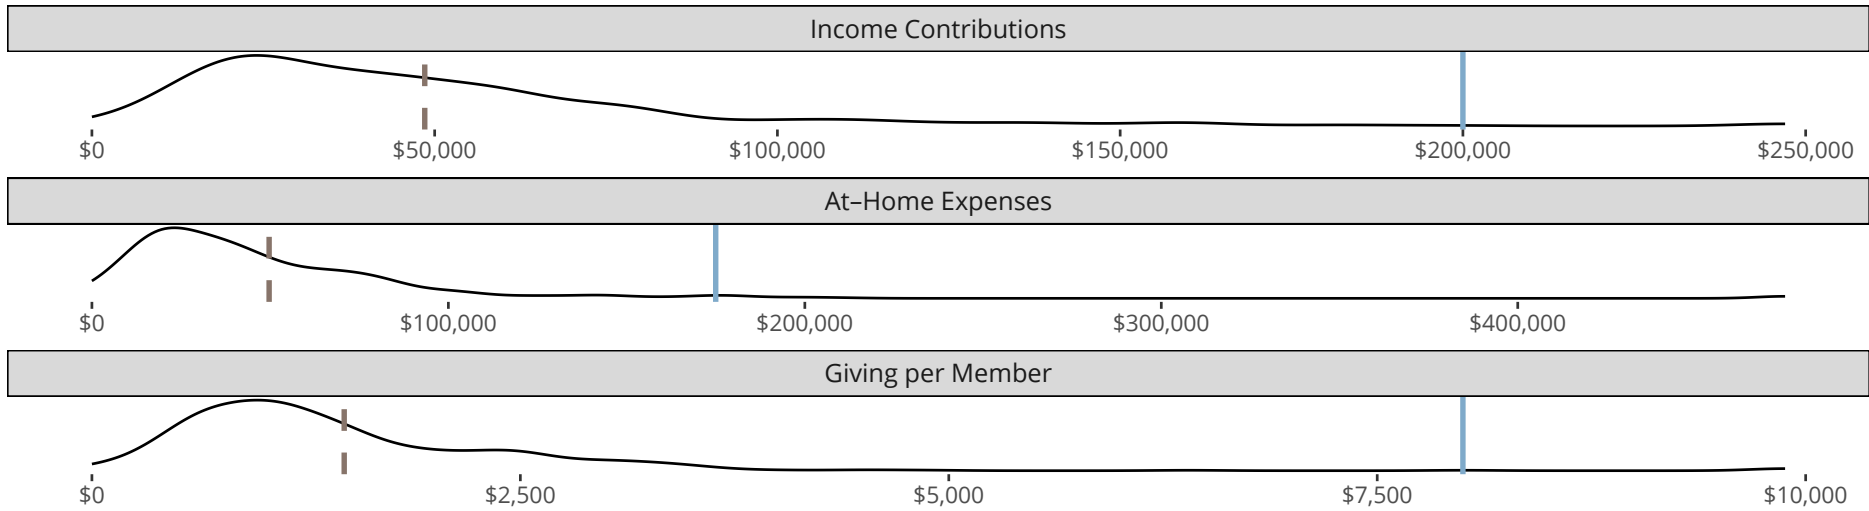 Income Contributions
$0 $50,000 $100,000 $150,000 $200,000 $250,000
At–Home Expenses
$0 $100,000 $200,000 $300,000 $400,000
Giving per Member
$0 $2,500 $5,000 $7,500 $10,000